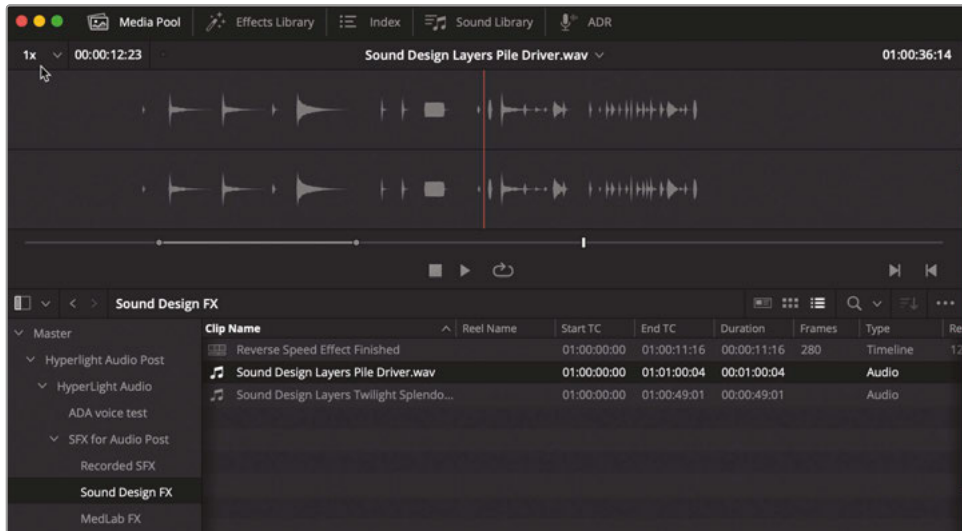 Media Pool Effects Library Index Sound Library ADR
1x 00:00:12:23 Sound Design Layers Pile Driver.wav 01:00:36:14
Sound Design FX
Master
Hyperlight Audio Post
HyperLight Audio
ADA voice test
SFX for Audio Post
Recorded SFX
Sound Design FX
MedLab FX
Clip Name Reel Name Start TC End TC Duration Frames Type Re
Reverse Speed Effect Finished 01:00:00:00 01:00:11:16 00:00:11:16 280 Timeline 12
Sound Design Layers Pile Driver.wav 01:00:00:00 01:01:00:04 00:01:00:04 Audio
Sound Design Layers Twilight Splendo... 01:00:00:00 01:00:49:01 00:00:49:01 Audio